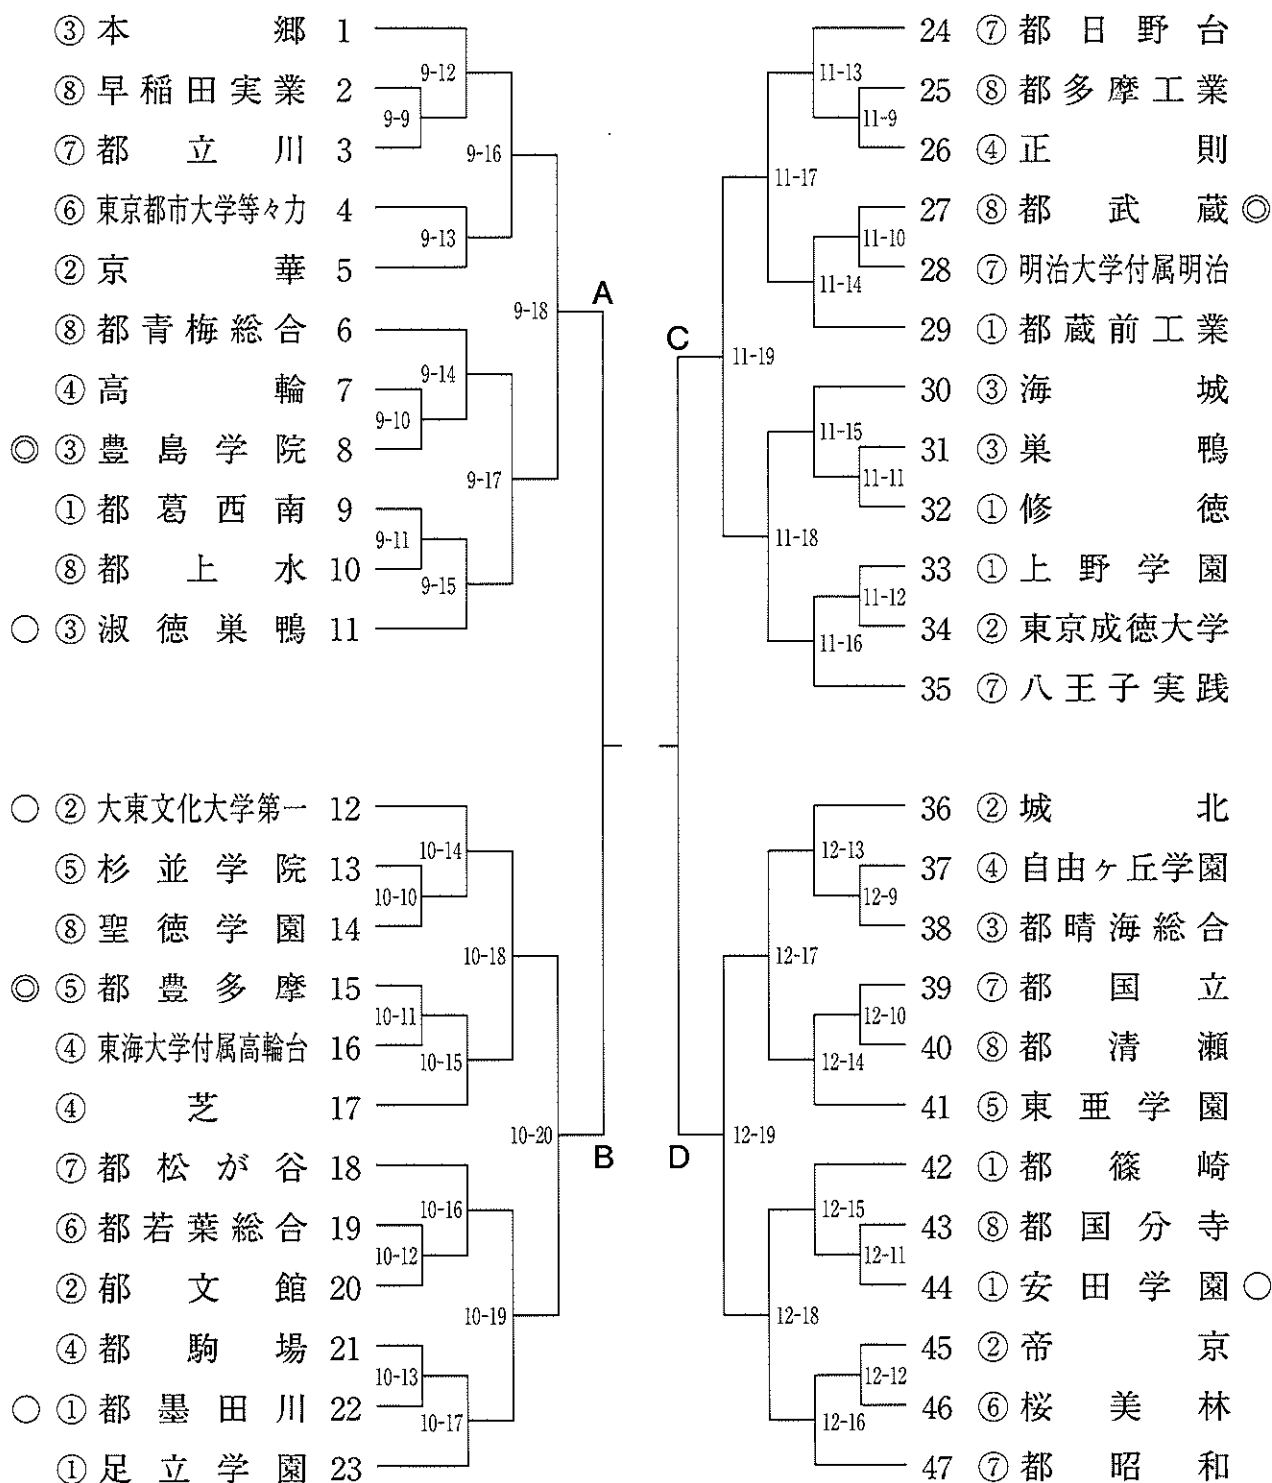 ③ 本郷 1
9-12
⑧ 早稲田実業 2
9-9
⑦ 都立川 3
9-16
⑥ 東京都市大学等々力 4
9-13
② 京華 5
9-18
A
⑧ 都青梅総合 6
9-14
④ 高輪 7
9-10
◎ ③ 豊島学院 8
9-17
① 都葛西南 9
9-11
⑧ 都上水 10
9-15
○ ③ 淑徳巣鴨 11
○ ② 大東文化大学第一 12
10-14
⑤ 杉並学院 13
10-10
⑧ 聖徳学園 14
10-18
◎ ⑤ 都豊多摩 15
10-11
④ 東海大学付属高輪台 16
10-15
④ 芝 17
10-20
B
⑦ 都松が谷 18
10-16
⑥ 都若葉総合 19
10-12
② 郁文館 20
10-19
④ 都駒場 21
10-13
○ ① 都墨田川 22
10-17
① 足立学園 23
24 ⑦ 都日野台
11-13
25 ⑧ 都多摩工業
11-9
26 ④ 正則
11-17
27 ⑧ 都武蔵 ◎
11-10
28 ⑦ 明治大学付属明治
11-14
29 ① 都蔵前工業
C
11-19
30 ③ 海城
11-15
31 ③ 巣鴨
11-11
32 ① 修徳
11-18
33 ① 上野学園
11-12
34 ② 東京成徳大学
11-16
35 ⑦ 八王子実践
36 ② 城北
12-13
37 ④ 自由ヶ丘学園
12-9
38 ③ 都晴海総合
12-17
39 ⑦ 都国立
12-10
40 ⑧ 都清瀬
12-14
41 ⑤ 東亜学園
D
12-19
42 ① 都篠崎
12-15
43 ⑧ 都国分寺
12-11
44 ① 安田学園 ○
12-18
45 ② 帝京
12-12
46 ⑥ 桜美林
12-16
47 ⑦ 都昭和